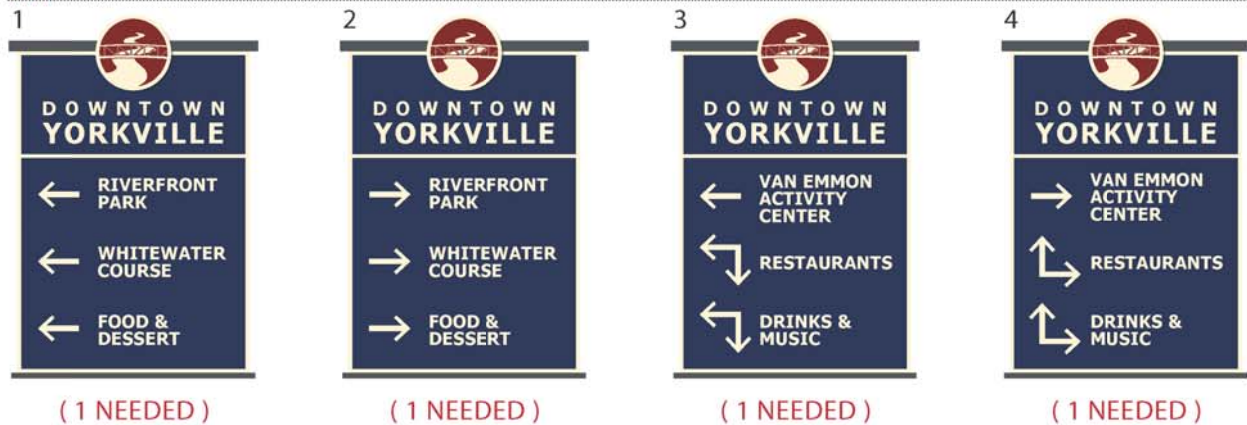 1
DOWNTOWN
YORKVILLE
RIVERFRONT
PARK
WHITEWATER
COURSE
FOOD &
DESSERT
( 1 NEEDED )
2
DOWNTOWN
YORKVILLE
RIVERFRONT
PARK
WHITEWATER
COURSE
FOOD &
DESSERT
( 1 NEEDED )
3
DOWNTOWN
YORKVILLE
VAN EMMON
ACTIVITY
CENTER
RESTAURANTS
DRINKS &
MUSIC
( 1 NEEDED )
4
DOWNTOWN
YORKVILLE
VAN EMMON
ACTIVITY
CENTER
RESTAURANTS
DRINKS &
MUSIC
( 1 NEEDED )